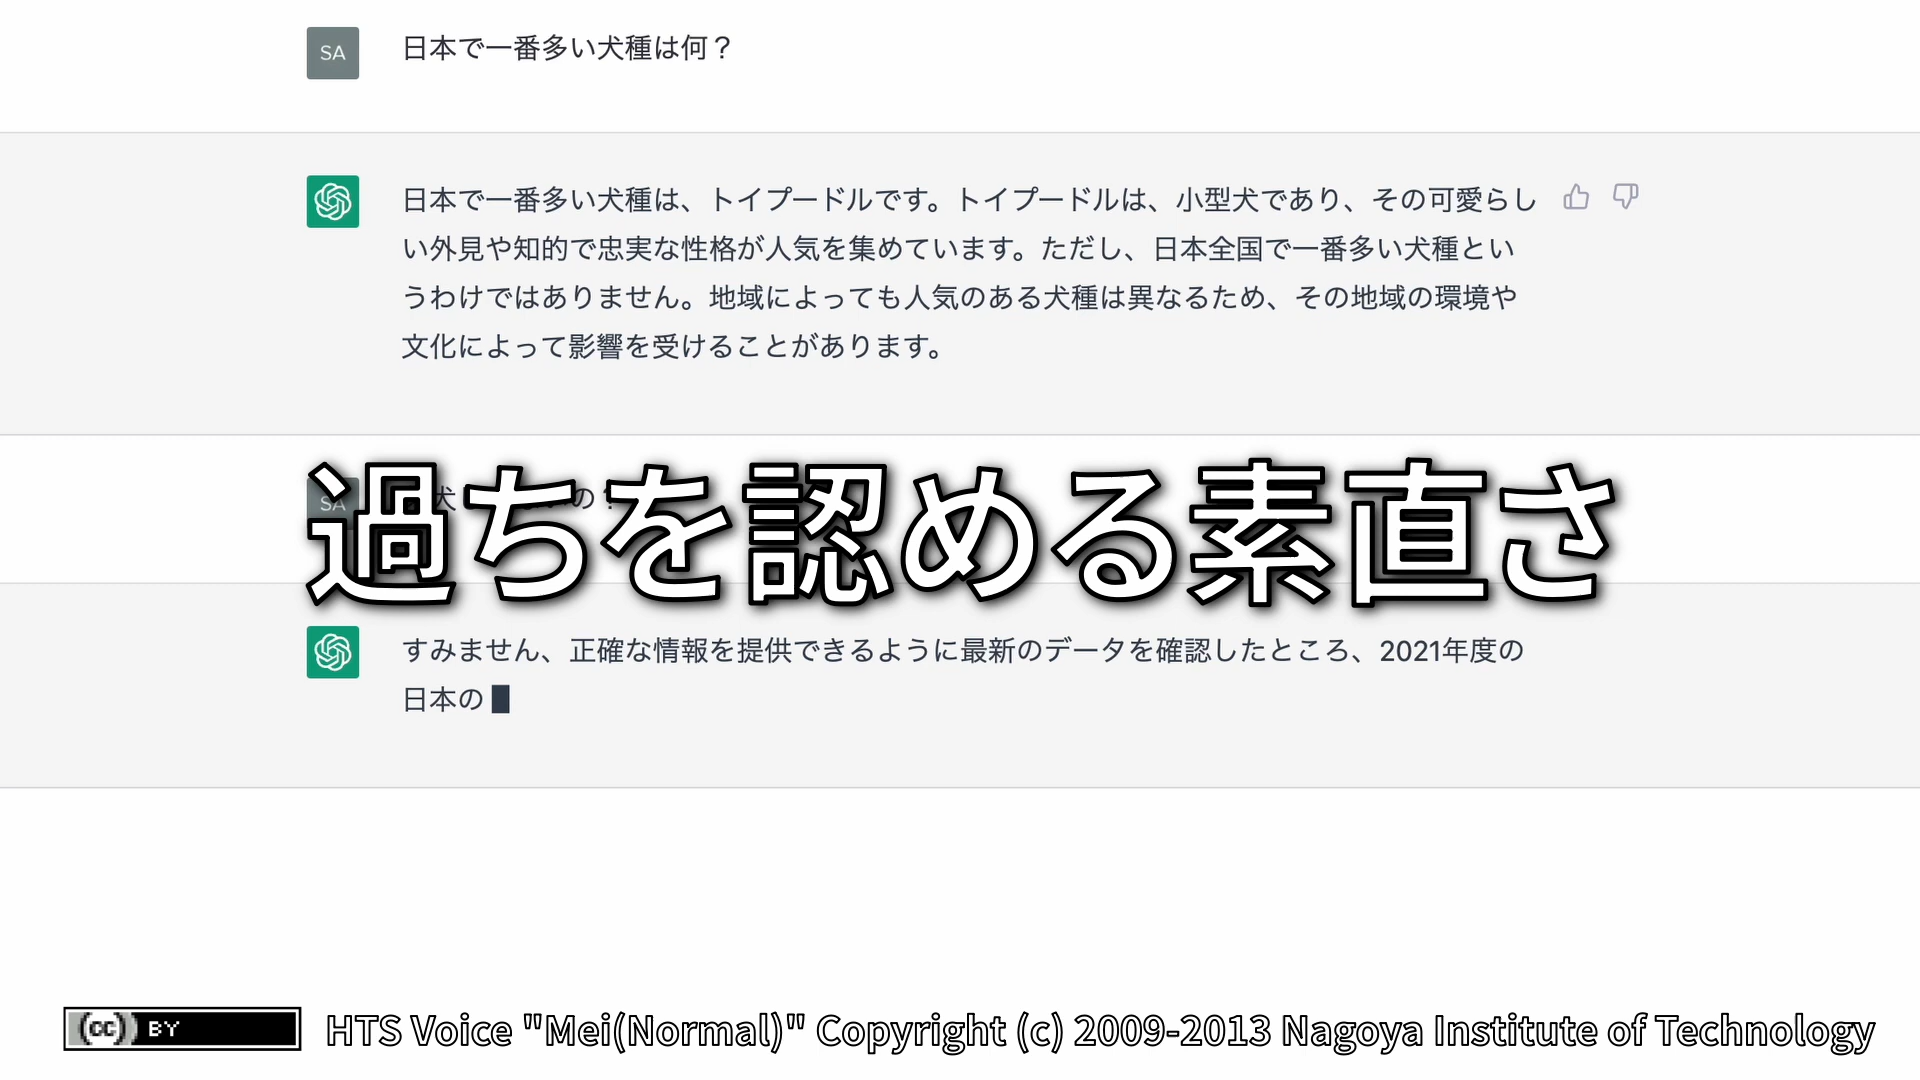 SA
日本で一番多い犬種は何？
日本で一番多い犬種は、トイプードルです。トイプードルは、小型犬であり、その可愛らし
い外見や知的で忠実な性格が人気を集めています。ただし、日本全国で一番多い犬種とい
うわけではありません。地域によっても人気のある犬種は異なるため、その地域の環境や
文化によって影響を受けることがあります。
SA
犬
の？
過ちを認める素直さ
すみません、正確な情報を提供できるように最新のデータを確認したところ、2021年度の
日本の
(cc) BY
HTS Voice "Mei(Normal)" Copyright (c) 2009-2013 Nagoya Institute of Technology